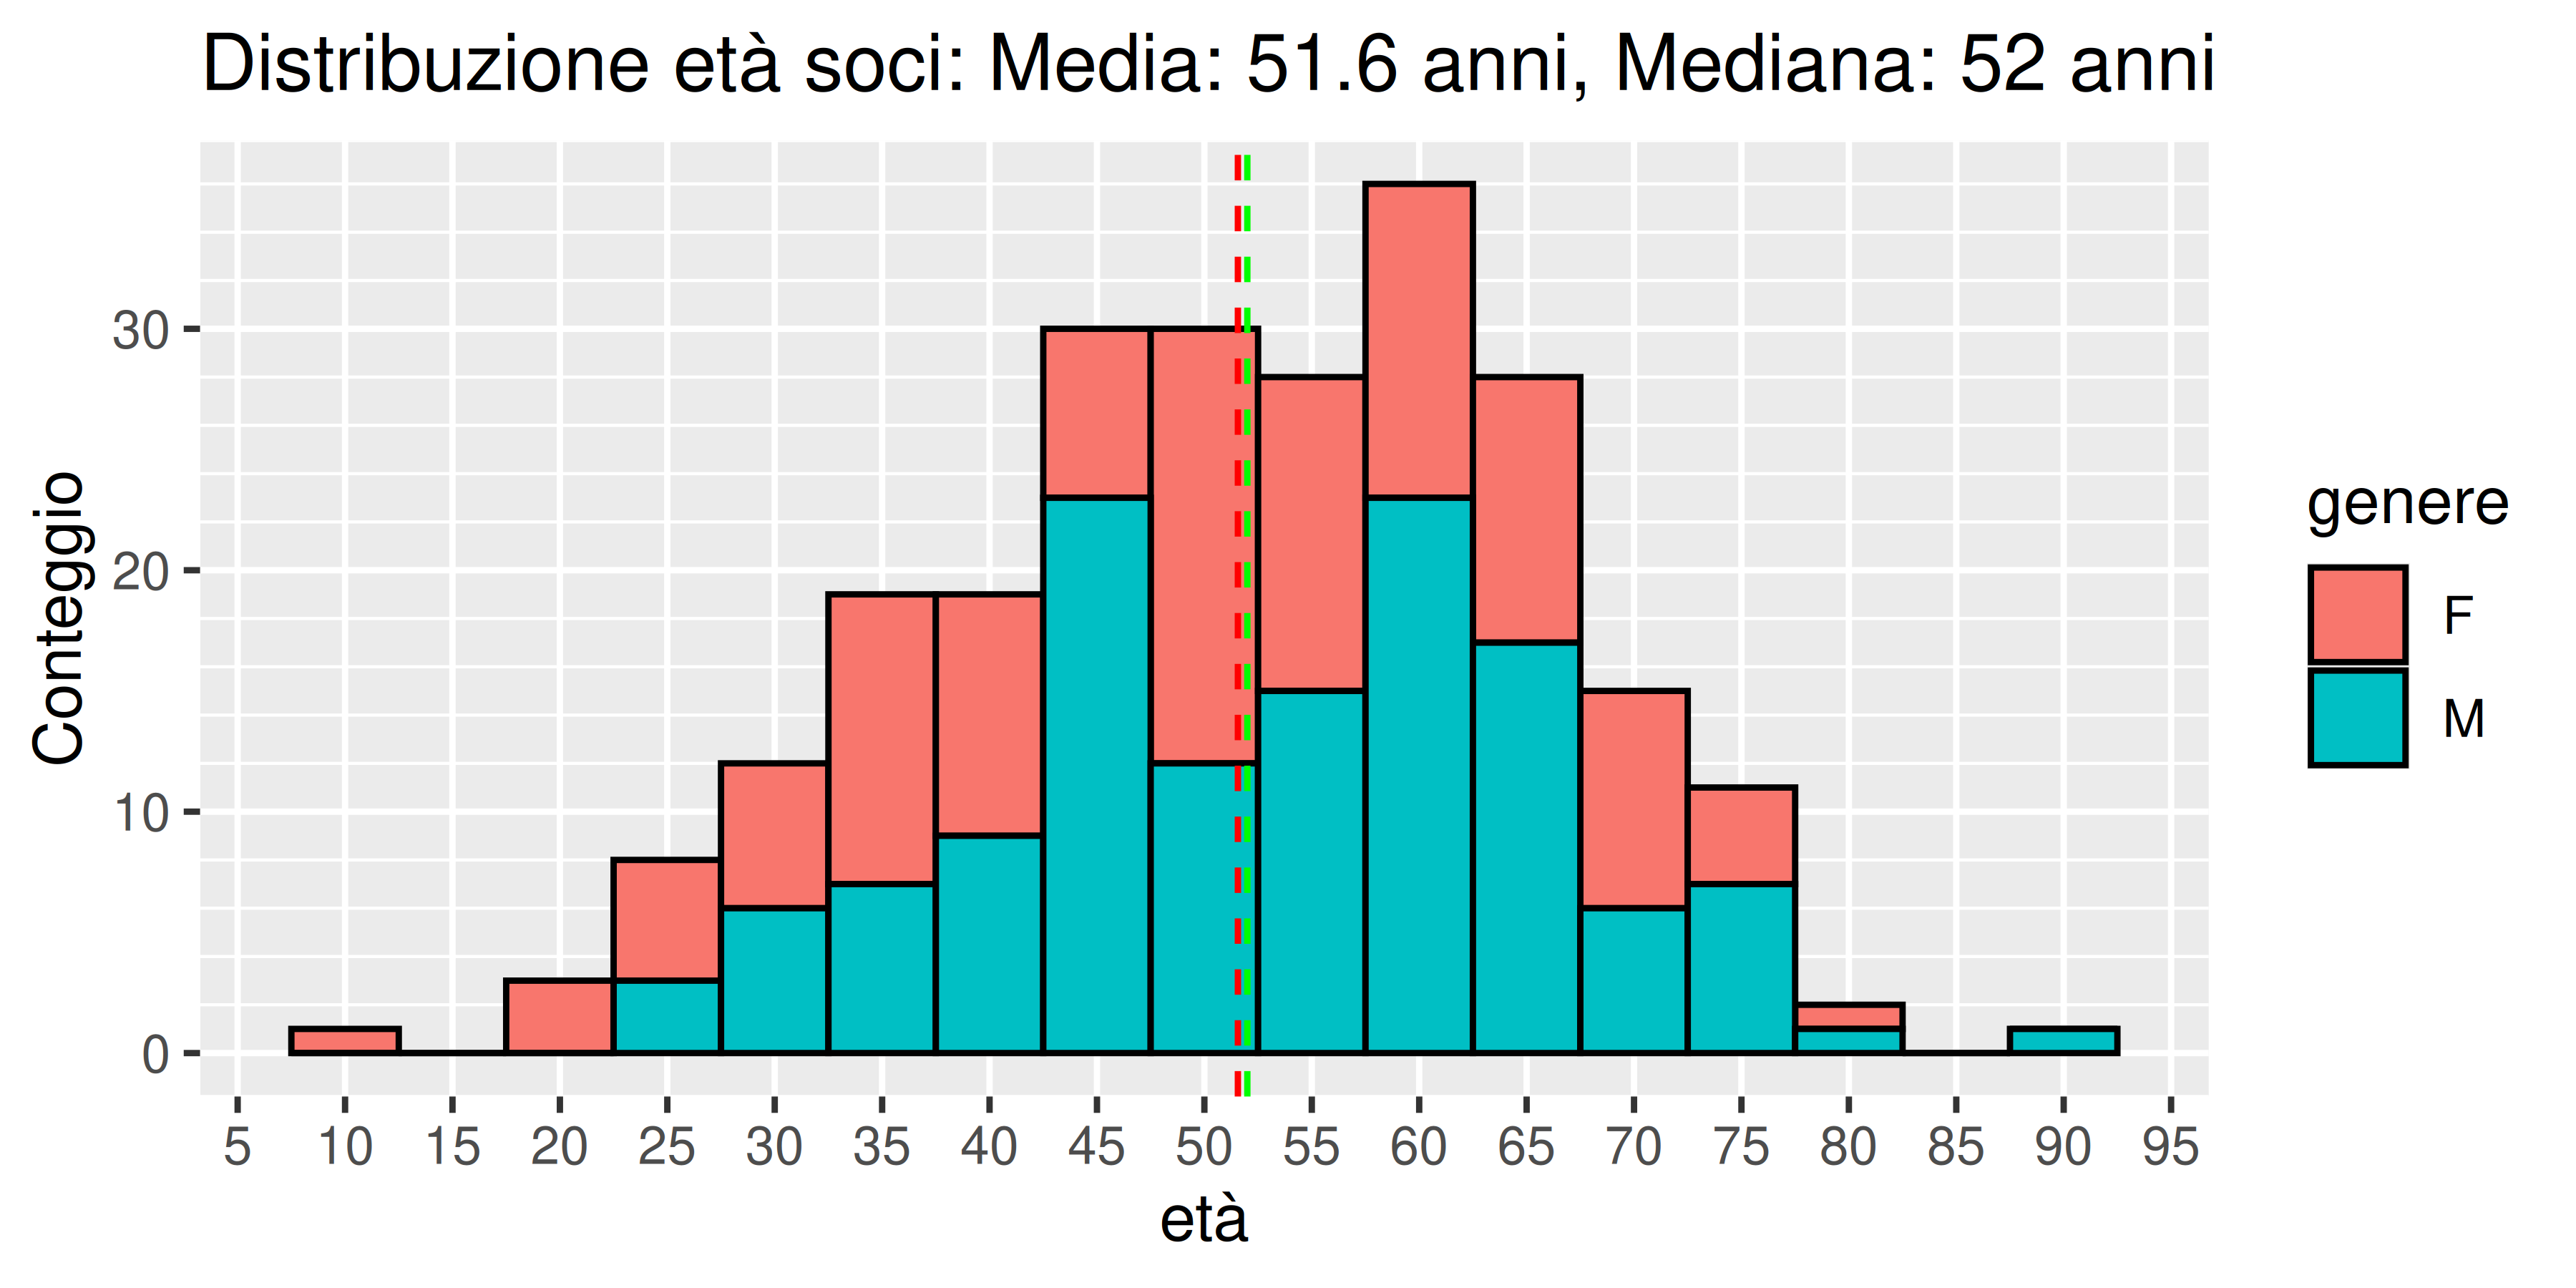 Distribuzione età soci: Media: 51.6 anni, Mediana: 52 anni
Conteggio
30
20
10
0
5 10 15 20 25 30 35 40 45 50 55 60 65 70 75 80 85 90 95
età
genere
F
M